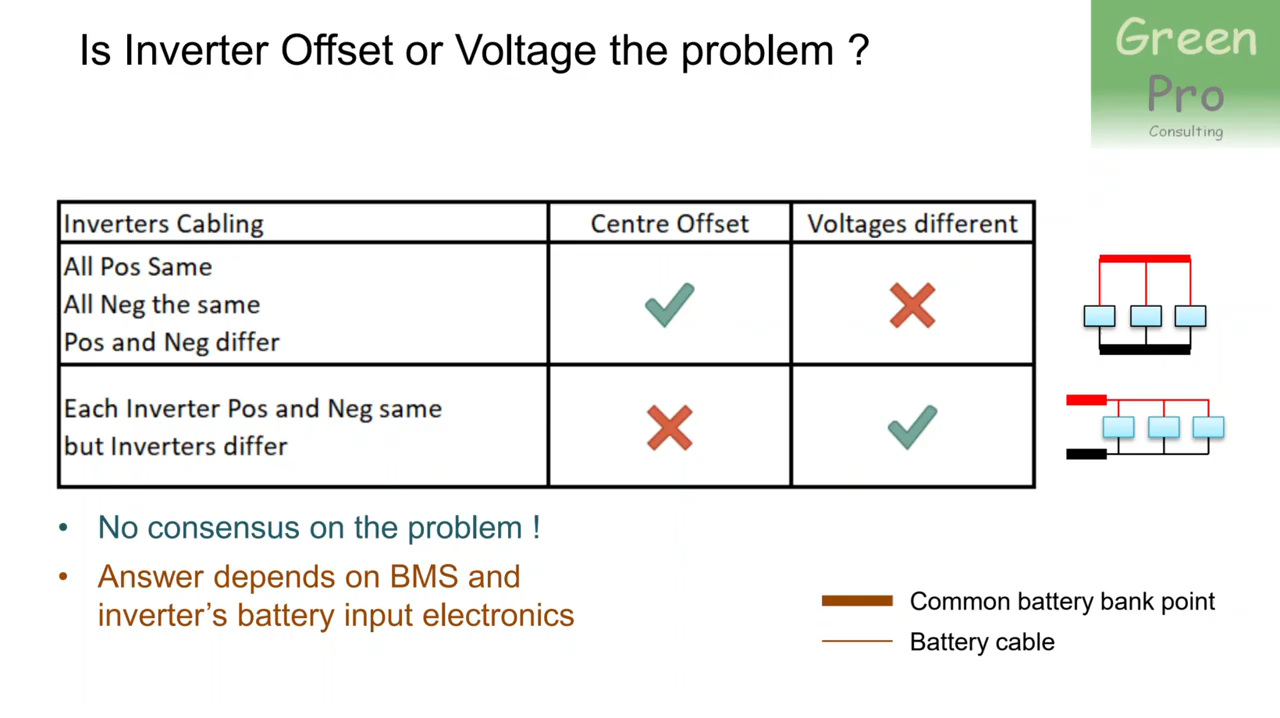 Is Inverter Offset or Voltage the problem ?
Green
Pro
Consulting
Inverters Cabling
Centre Offset
Voltages different
All Pos Same
All Neg the same
Pos and Neg differ
Each Inverter Pos and Neg same
but Inverters differ
• No consensus on the problem !
• Answer depends on BMS and
inverter’s battery input electronics
Common battery bank point
Battery cable